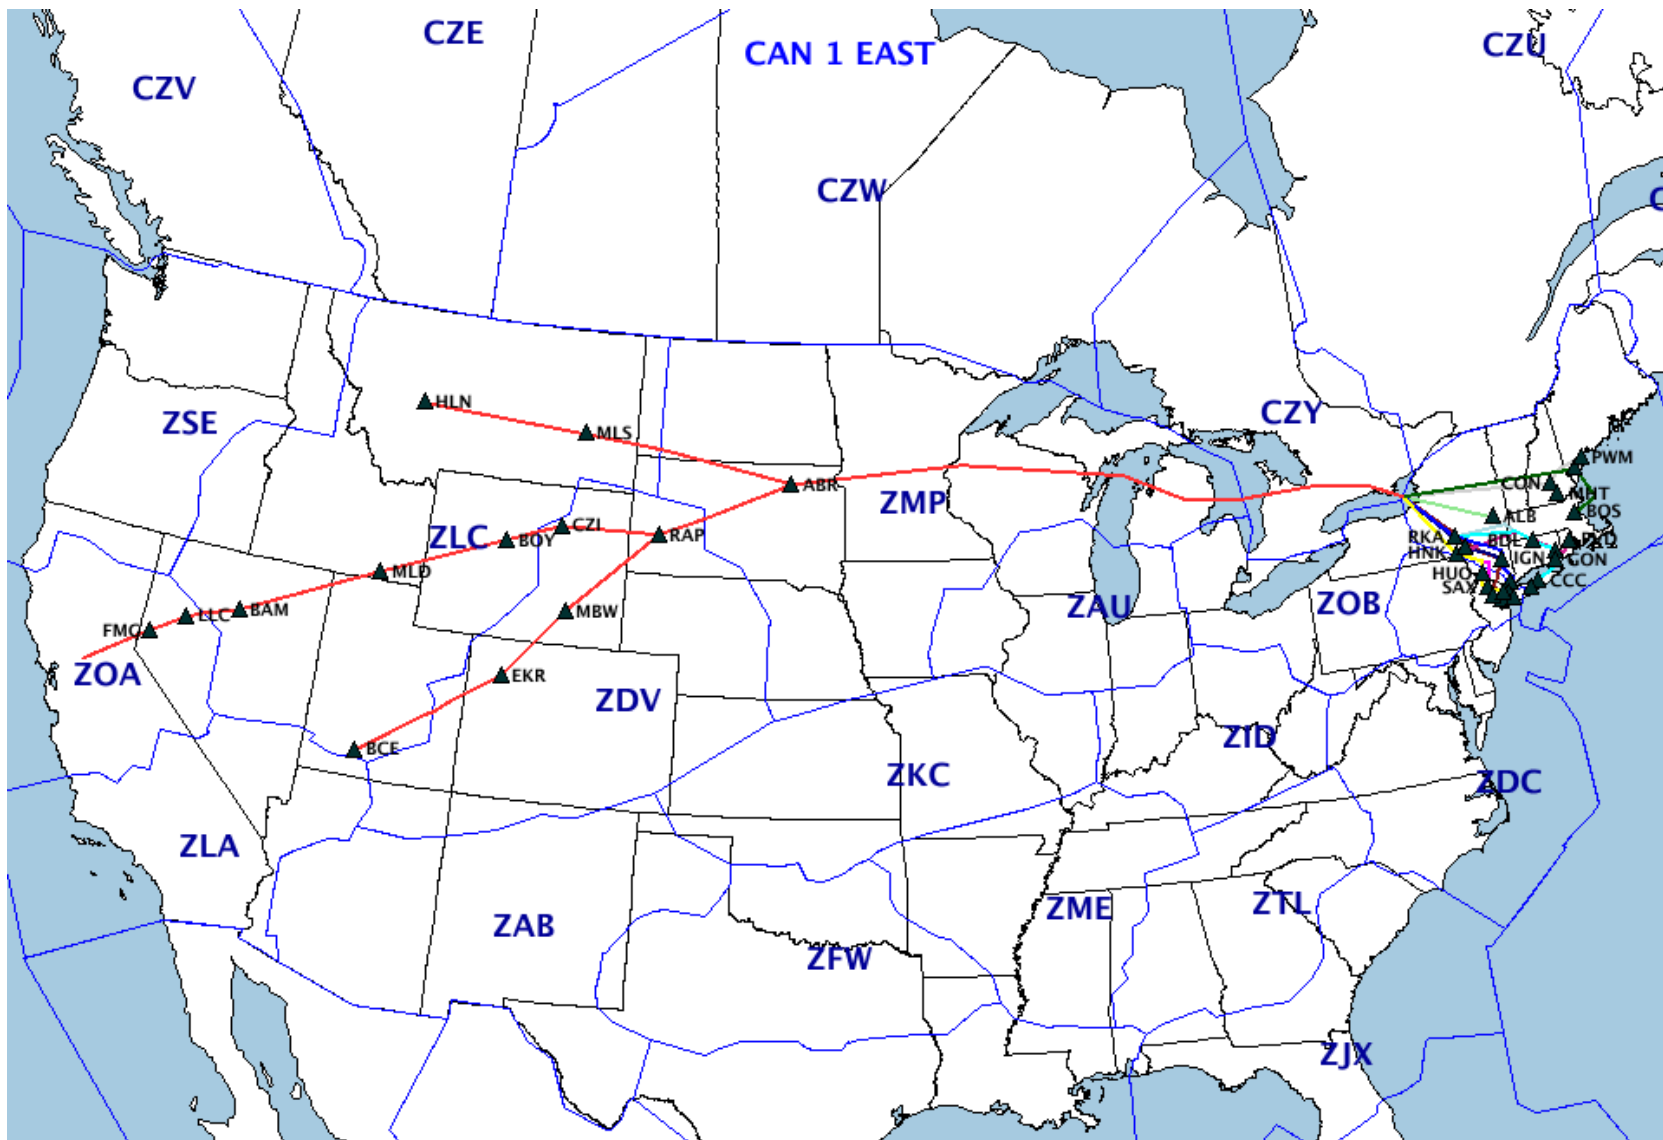 CZE
CAN 1 EAST
CZU
CZV
CZW
HLN
CZY
ZSE
MLS
PWM
ABR
CON
MHT
ZMP
BOS
ALB
CZI
ZLC
BOY
RAP
RKA
BDL
HNK
IGN
GON
MLD
HUO
CCC
SAX
ZAU
ZOB
BAM
LLC
MBW
FMG
ZOA
EKR
ZDV
ZID
BCE
ZKC
ZDC
ZLA
ZME
ZTL
ZAB
ZFW
ZJX